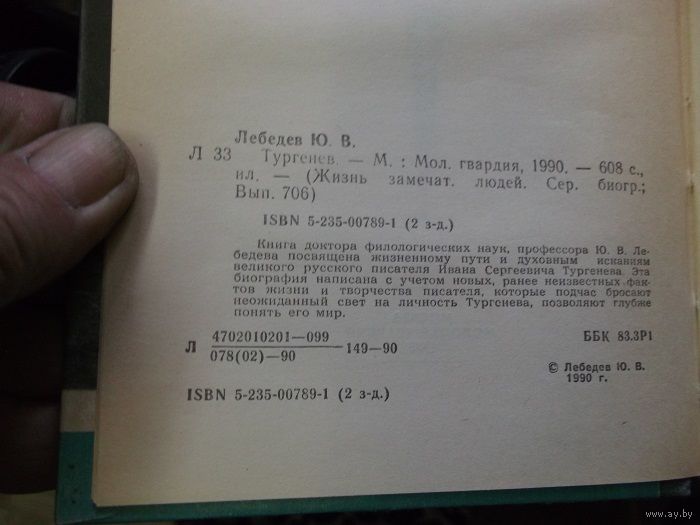 Лебедев Ю. В.
Л 33 Тургенев. — М. : Мол. гвардия, 1990. — 608 с.,
ил. — (Жизнь замечат. людей. Сер. биогр.;
Вып. 706)
ISBN 5-235-00789-1 (2 з-д.)
Книга доктора филологических наук, профессора Ю. В. Ле-
бедева посвящена жизненному пути и духовным исканиям
великого русского писателя Ивана Сергеевича Тургенева. Эта
биография написана с учетом новых, ранее неизвестных фак-
тов жизни и творчества писателя, которые подчас бросают
неожиданный свет на личность Тургенева, позволяют глубже
понять его мир.
Л 4702010201—099
078(02)—90 149—90
ББК 83.3Р1
© Лебедев Ю. В.
1990 г.
ISBN 5-235-00789-1 (2 з-д.)
www.ay.by